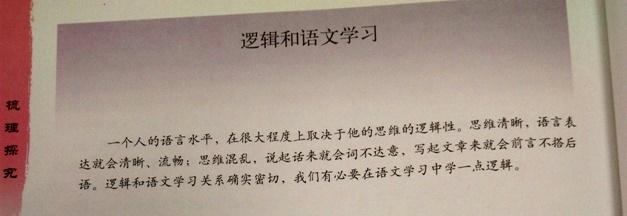 逻辑和语文学习
梳理探究
一个人的语言水平，在很大程度上取决于他的思维的逻辑性。思维清晰，语言表
达就会清晰、流畅；思维混乱，说起话来就会词不达意，写起文章来就会前言不搭后
语。逻辑和语文学习关系确实密切，我们有必要在语文学习中学一点逻辑。